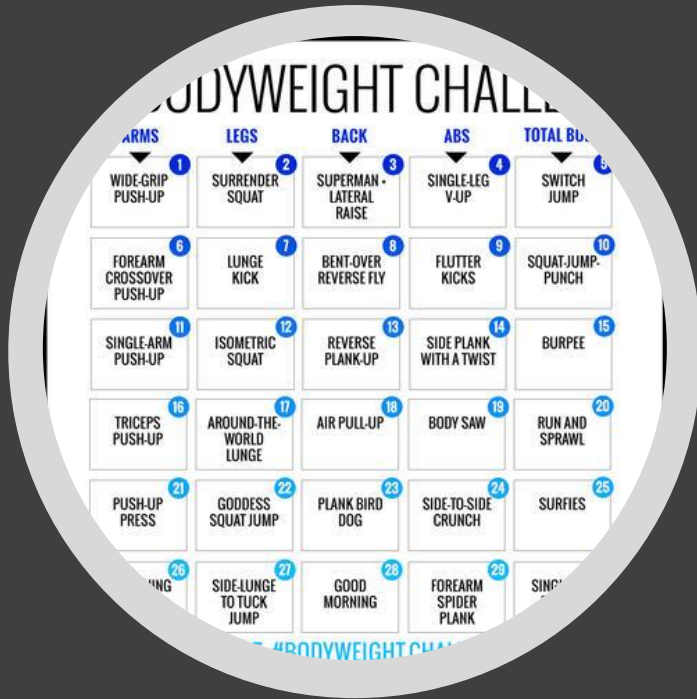 BODYWEIGHT
ARMS LEGS BACK ABS TOTAL
1 2 3 4 5
WIDE-GRIP
PUSH-UP
SURRENDER
SQUAT
SUPERMAN •
LATERAL
RAISE
SINGLE-LEG
V-UP
SWITCH
JUMP
6 7 8 9 10
FOREARM
CROSSOVER
PUSH-UP
LUNGE
KICK
BENT-OVER
REVERSE FLY
FLUTTER
KICKS
SQUAT-JUMP-
PUNCH
11 12 13 14 15
SINGLE-ARM
PUSH-UP
ISOMETRIC
SQUAT
REVERSE
PLANK-UP
SIDE PLANK
WITH A TWIST
BURPEE
16 17 18 19 20
TRICEPS
PUSH-UP
AROUND-THE-
WORLD
LUNGE
AIR PULL-UP
BODY SAW
RUN AND
SPRAWL
21 22 23 24 25
PUSH-UP
PRESS
GODDESS
SQUAT JUMP
PLANK BIRD
DOG
SIDE-TO-SIDE
CRUNCH
SURFIES
26 27 28 29
SIDE-LUNGE
TO TUCK
JUMP
GOOD
MORNING
FOREARM
SPIDER
PLANK